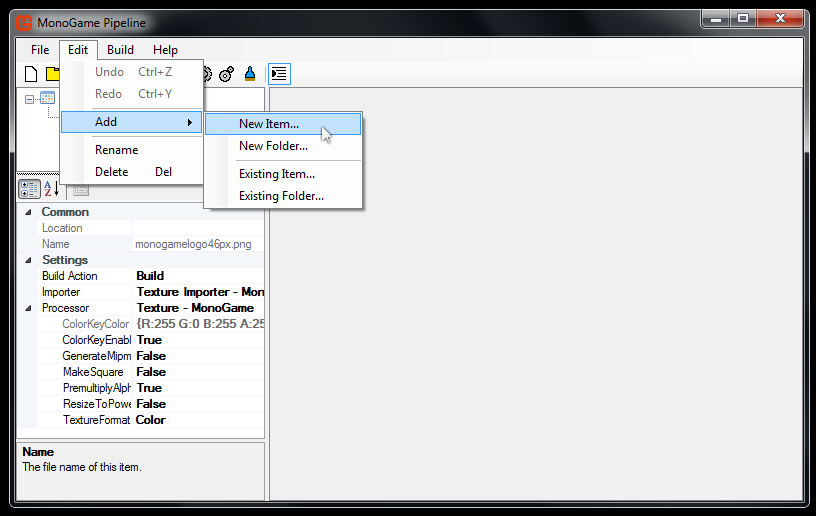 MonoGame Pipeline
File Edit Build Help
Undo Ctrl+Z
Redo Ctrl+Y
Add
Rename
Delete Del
New Item...
New Folder...
Existing Item...
Existing Folder...
Common
Location
Name monogamelogo46px.png
Settings
Build Action Build
Importer Texture Importer - Mon
Processor Texture - MonoGame
ColorKeyColor {R:255 G:0 B:255 A:25
ColorKeyEnabl True
GenerateMipm False
MakeSquare False
PremultiplyAlph True
ResizeToPowe False
TextureFormat Color
Name
The file name of this item.